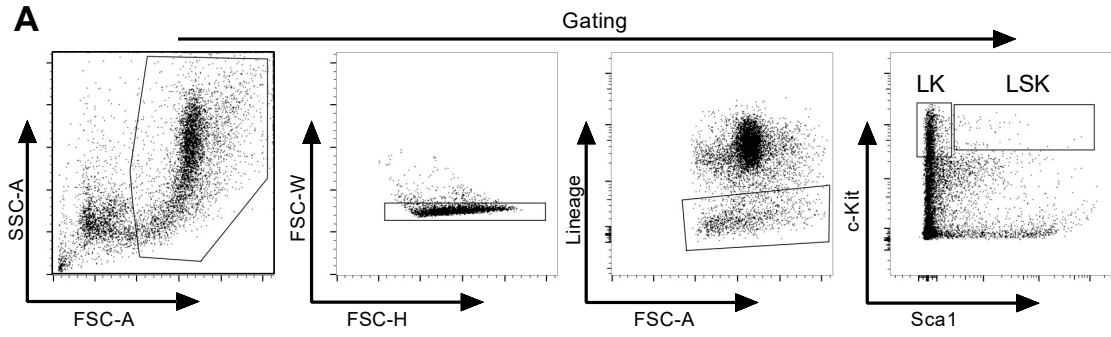 A
Gating
SSC-A
FSC-A
FSC-W
FSC-H
Lineage
FSC-A
LK
LSK
c-Kit
Sca1